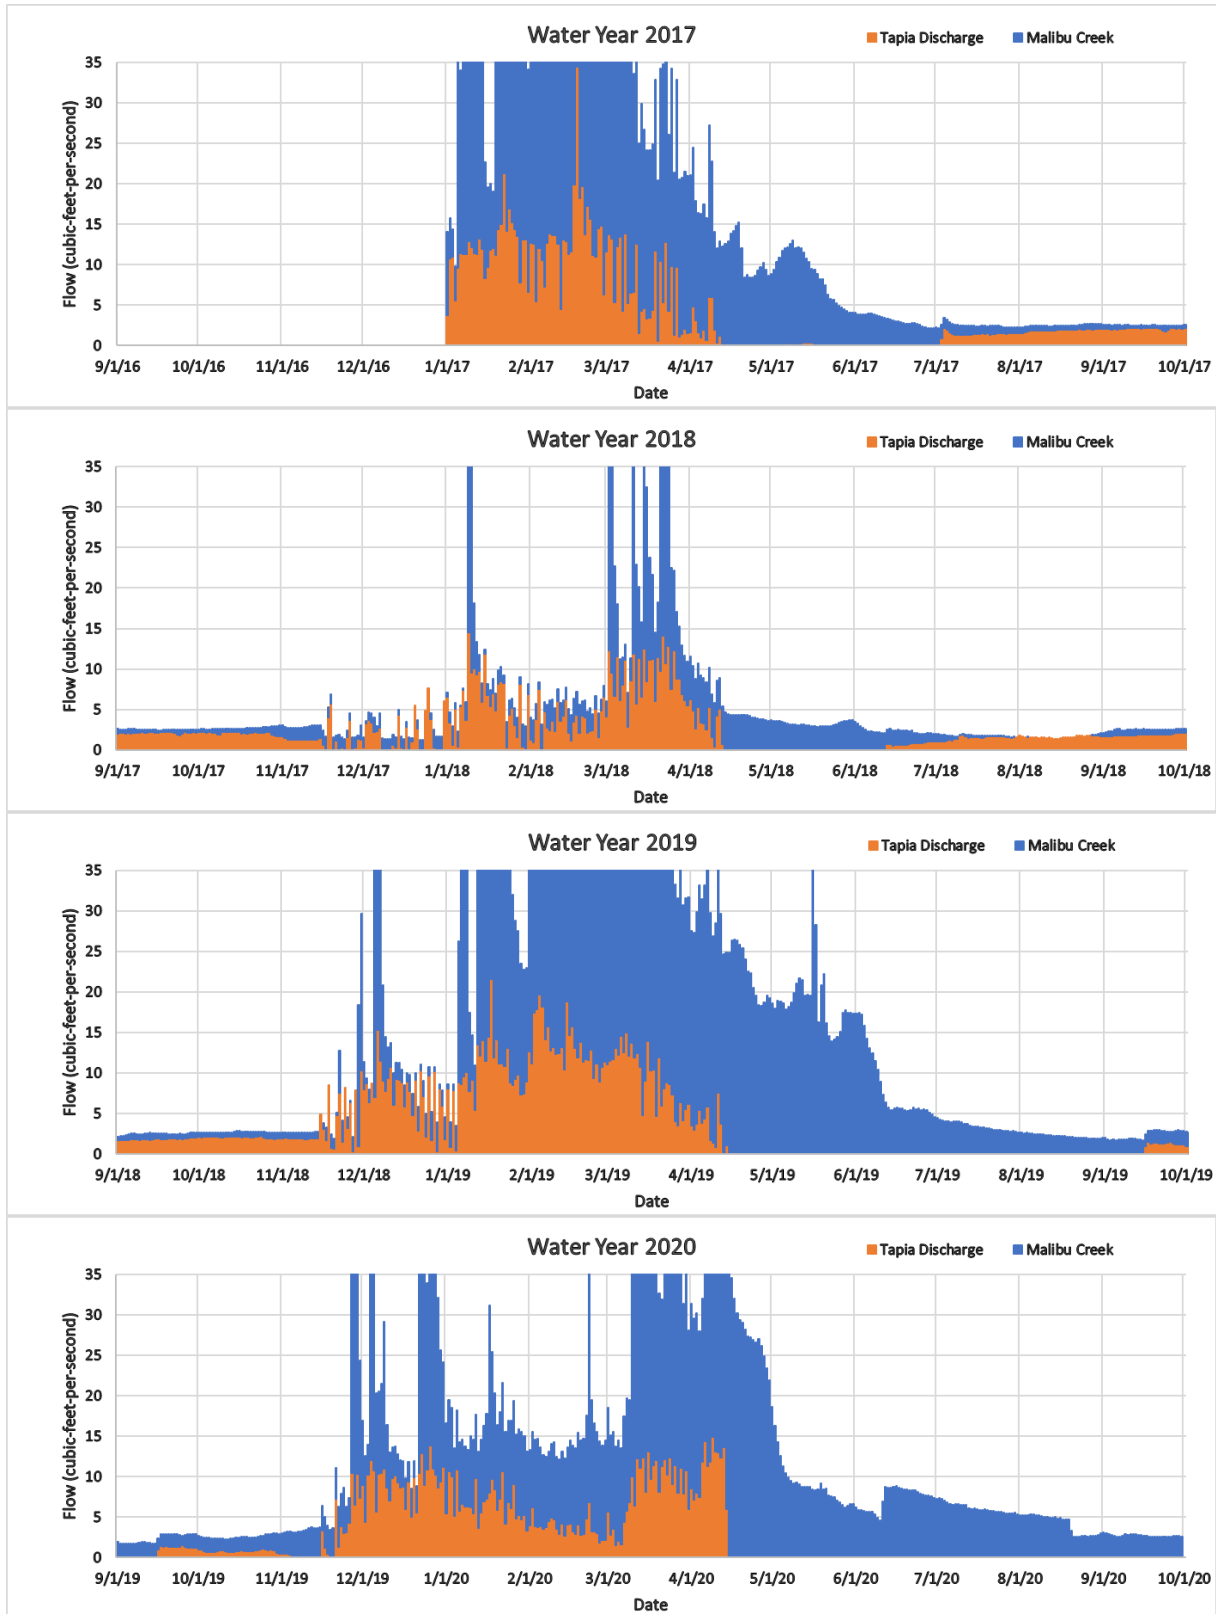 Water Year 2017
Tapia Discharge Malibu Creek
Flow (cubic-feet-per-second)
35
30
25
20
15
10
5
0
9/1/16 10/1/16 11/1/16 12/1/16 1/1/17 2/1/17 3/1/17 4/1/17 5/1/17 6/1/17 7/1/17 8/1/17 9/1/17 10/1/17
Date
Water Year 2018
Tapia Discharge Malibu Creek
Flow (cubic-feet-per-second)
35
30
25
20
15
10
5
0
9/1/17 10/1/17 11/1/17 12/1/17 1/1/18 2/1/18 3/1/18 4/1/18 5/1/18 6/1/18 7/1/18 8/1/18 9/1/18 10/1/18
Date
Water Year 2019
Tapia Discharge Malibu Creek
Flow (cubic-feet-per-second)
35
30
25
20
15
10
5
0
9/1/18 10/1/18 11/1/18 12/1/18 1/1/19 2/1/19 3/1/19 4/1/19 5/1/19 6/1/19 7/1/19 8/1/19 9/1/19 10/1/19
Date
Water Year 2020
Tapia Discharge Malibu Creek
Flow (cubic-feet-per-second)
35
30
25
20
15
10
5
0
9/1/19 10/1/19 11/1/19 12/1/19 1/1/20 2/1/20 3/1/20 4/1/20 5/1/20 6/1/20 7/1/20 8/1/20 9/1/20 10/1/20
Date